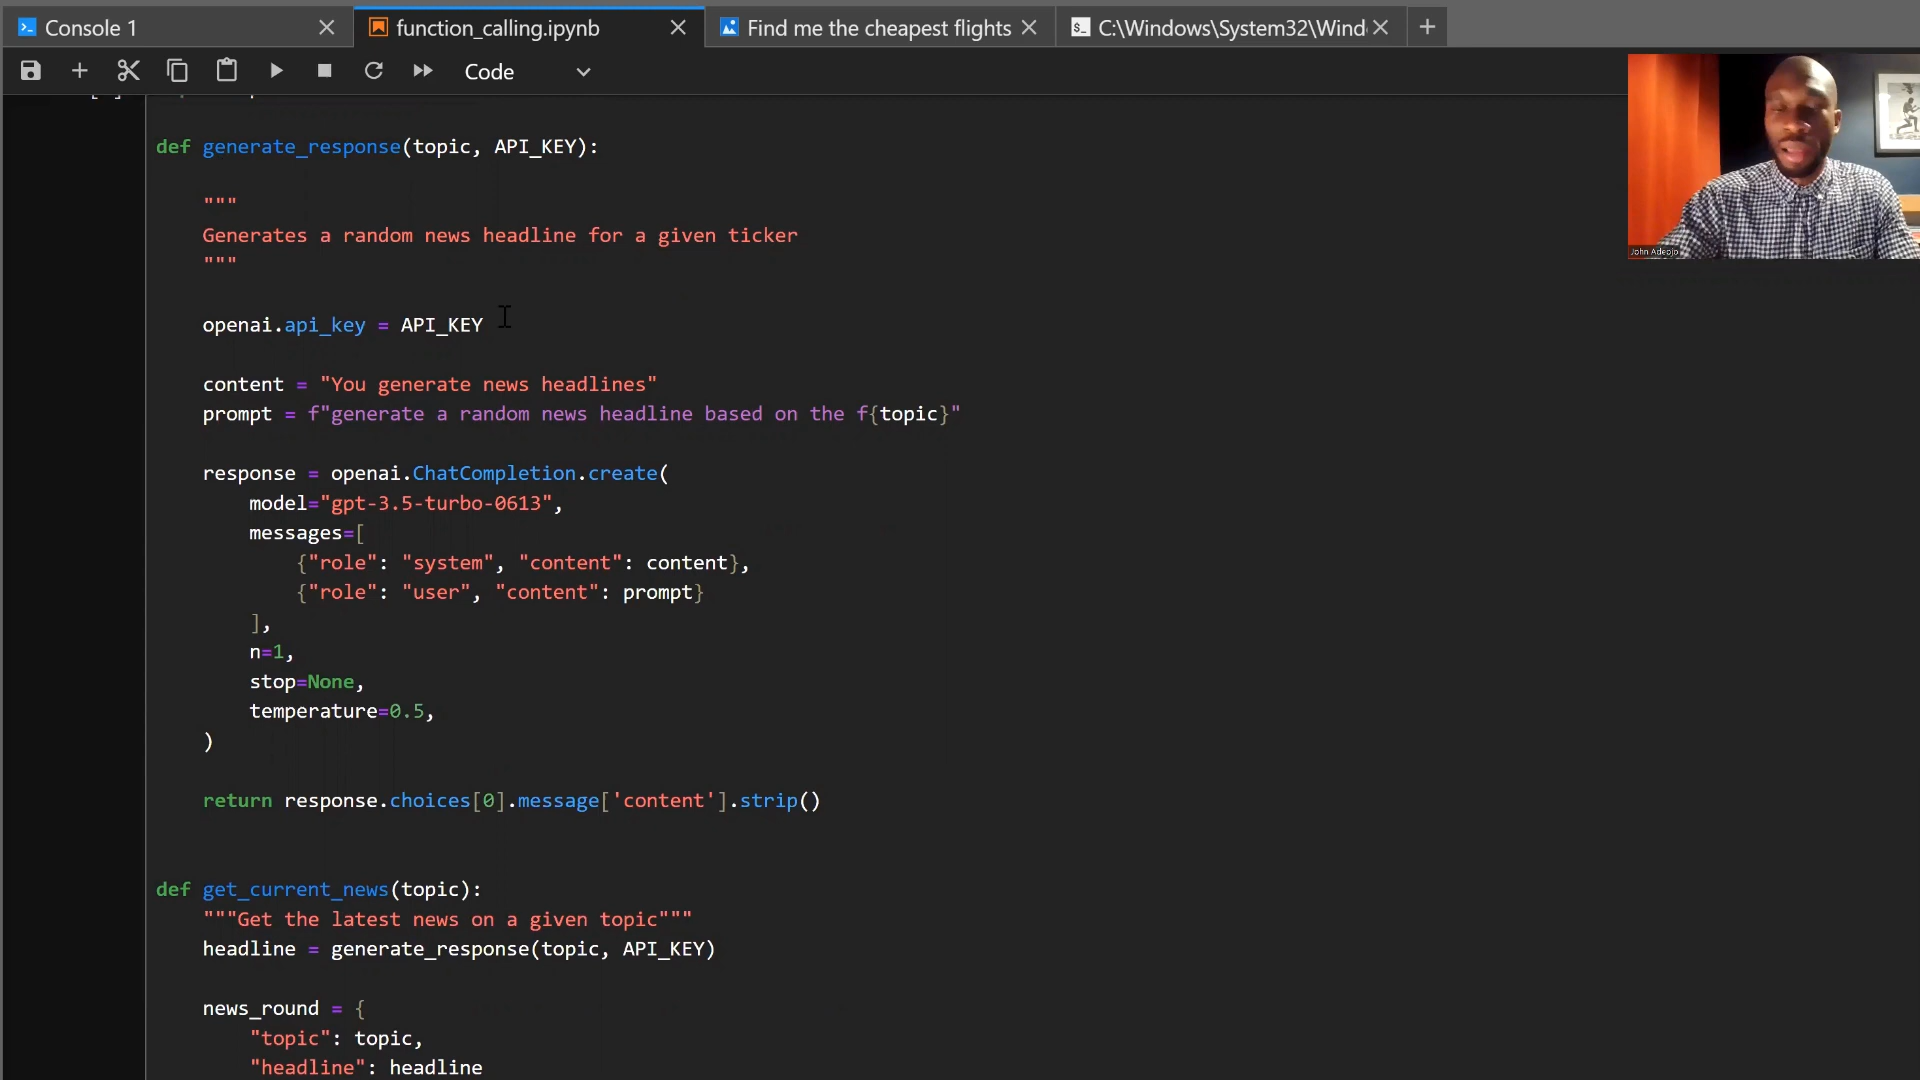 Console 1
function_calling.ipynb
Find me the cheapest flights
C:\Windows\System32\Wind
Code
def generate_response(topic, API_KEY):
"""
Generates a random news headline for a given ticker
"""
openai.api_key = API_KEY
content = "You generate news headlines"
prompt = f"generate a random news headline based on the f{topic}"
response = openai.ChatCompletion.create(
model="gpt-3.5-turbo-0613",
messages=[
{"role": "system", "content": content},
{"role": "user", "content": prompt}
],
n=1,
stop=None,
temperature=0.5,
)
return response.choices[0].message['content'].strip()
def get_current_news(topic):
"""Get the latest news on a given topic"""
headline = generate_response(topic, API_KEY)
news_round = {
"topic": topic,
"headline": headline
John Adeojo